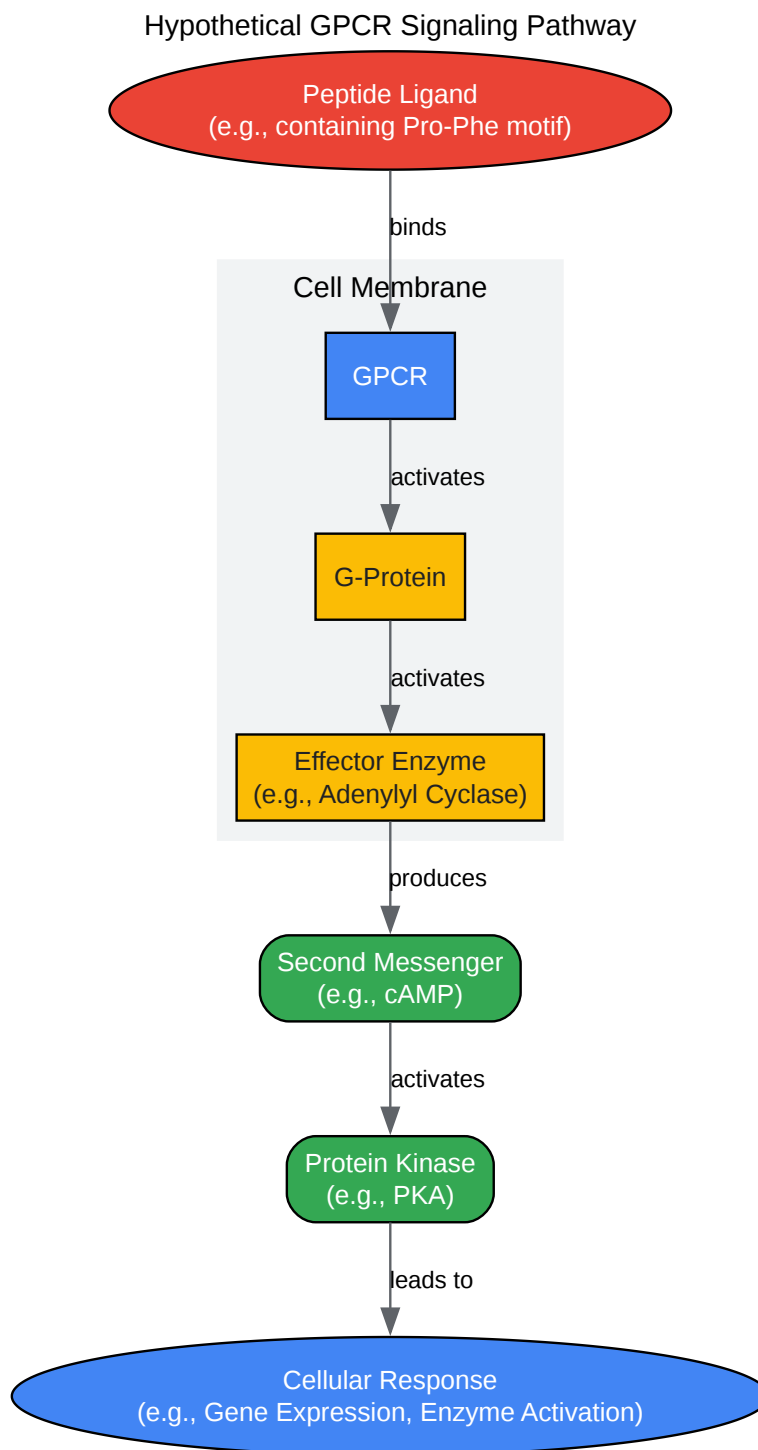 Hypothetical GPCR Signaling Pathway
Peptide Ligand
(e.g., containing Pro-Phe motif)
binds
Cell Membrane
GPCR
activates
G-Protein
activates
Effector Enzyme
(e.g., Adenylyl Cyclase)
produces
Second Messenger
(e.g., cAMP)
activates
Protein Kinase
(e.g., PKA)
leads to
Cellular Response
(e.g., Gene Expression, Enzyme Activation)